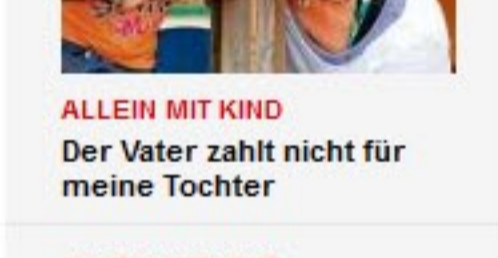 ALLEIN MIT KIND
Der Vater zahlt nicht für
meine Tochter